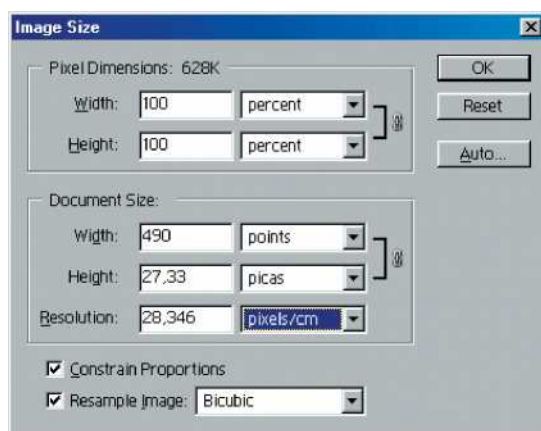 Image Size
Pixel Dimensions: 628K
Width: 100 percent
Height: 100 percent
OK
Reset
Auto...
Document Size:
Width: 490 points
Height: 27,33 picas
Resolution: 28,346 pixels/cm
Constrain Proportions
Resample Image: Bicubic